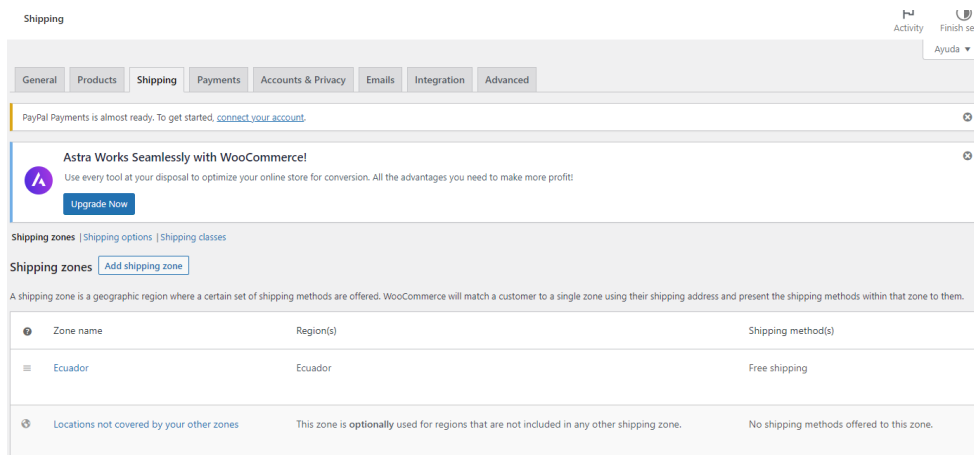 Shipping
Activity
Finish se
Ayuda ▼
General Products Shipping Payments Accounts & Privacy Emails Integration Advanced
PayPal Payments is almost ready. To get started, connect your account.
Astra Works Seamlessly with WooCommerce!
Use every tool at your disposal to optimize your online store for conversion. All the advantages you need to make more profit!
Upgrade Now
Shipping zones | Shipping options | Shipping classes
Shipping zones Add shipping zone
A shipping zone is a geographic region where a certain set of shipping methods are offered. WooCommerce will match a customer to a single zone using their shipping address and present the shipping methods within that zone to them.
Zone name Region(s) Shipping method(s)
Ecuador Ecuador Free shipping
Locations not covered by your other zones This zone is optionally used for regions that are not included in any other shipping zone. No shipping methods offered to this zone.